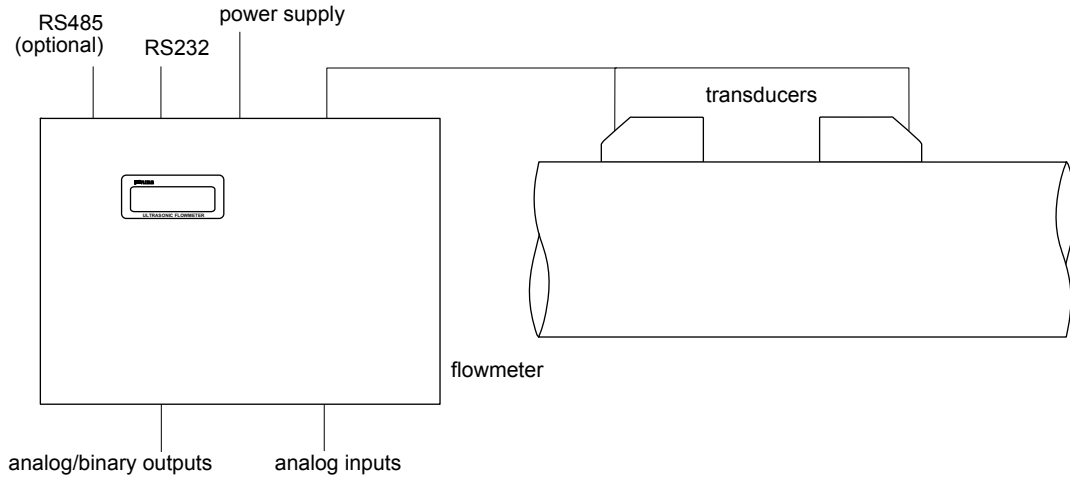 RS485
(optional)
RS232
power supply
transducers
ULTRASONIC FLOWMETER
flowmeter
analog/binary outputs
analog inputs